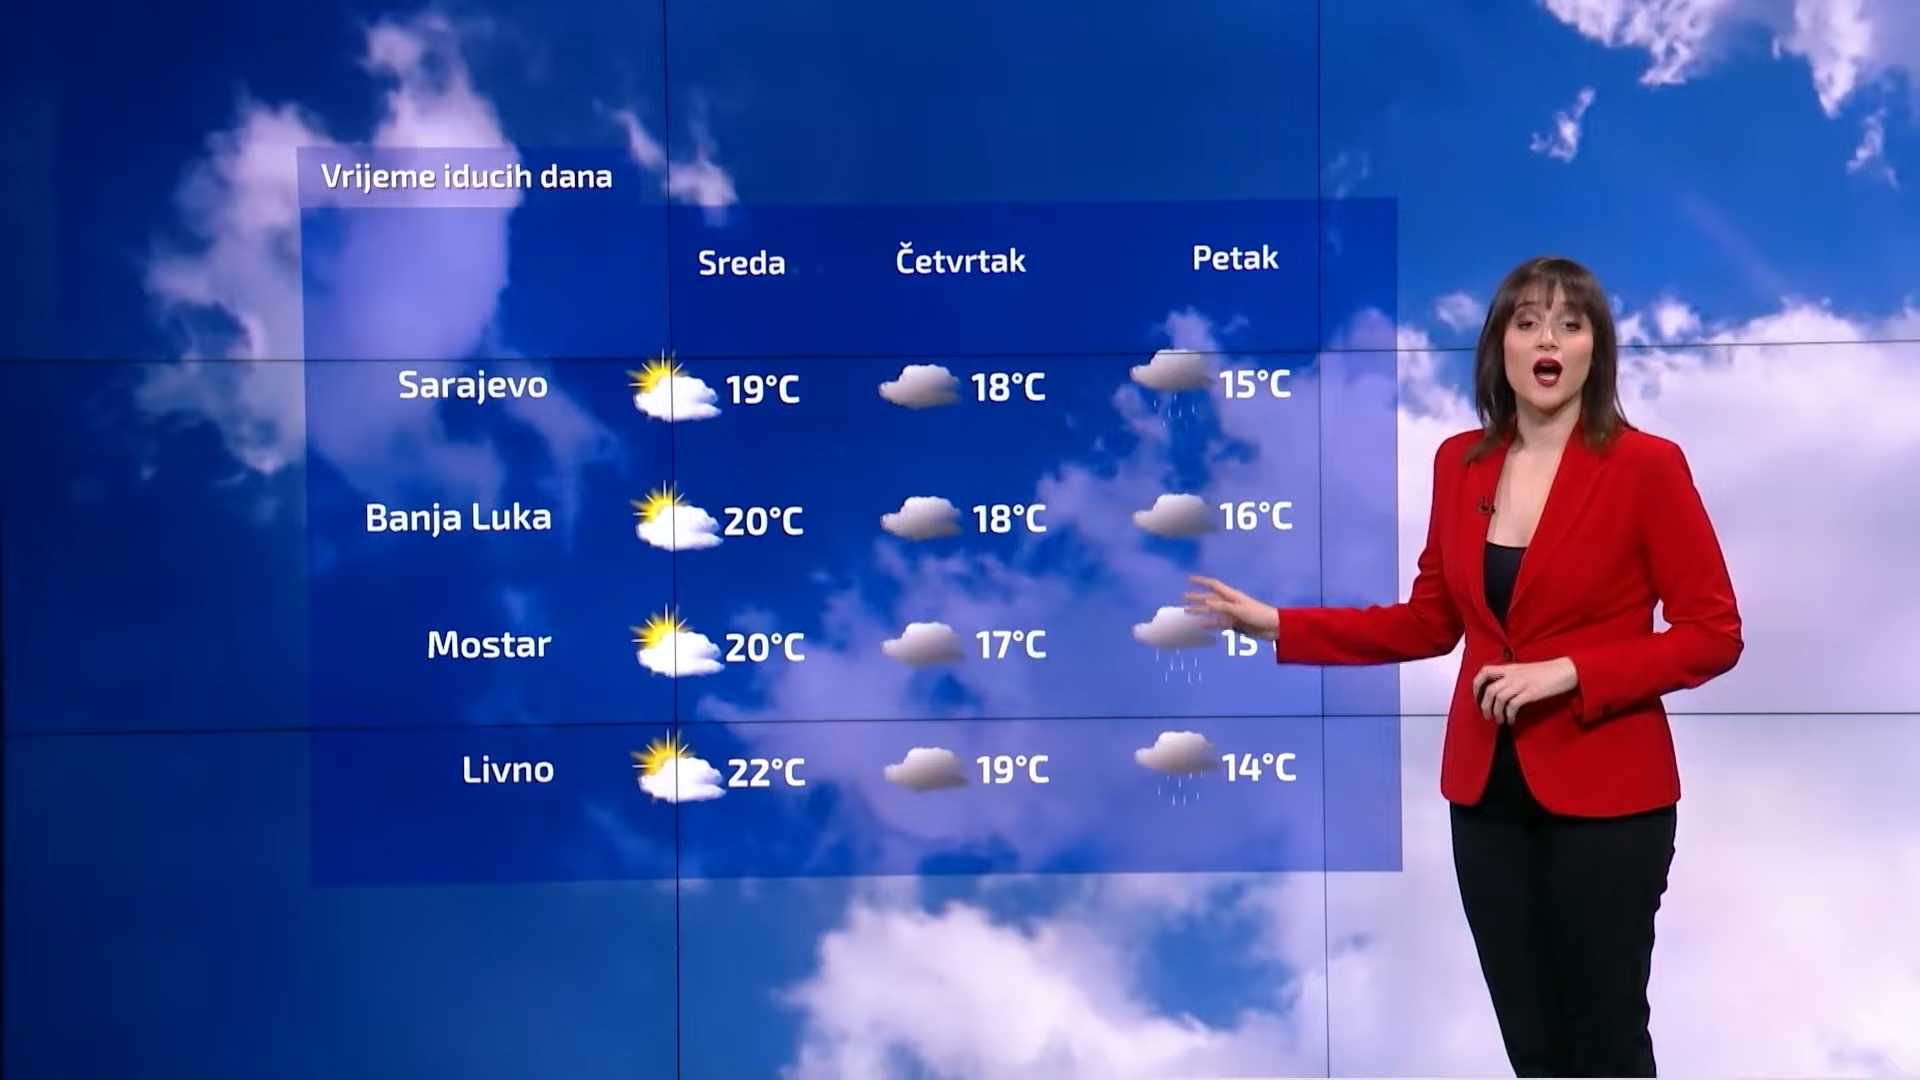 Vrijeme iducih dana
Sreda Četvrtak Petak
Sarajevo 19°C 18°C 15°C
Banja Luka 20°C 18°C 16°C
Mostar 20°C 17°C 15
Livno 22°C 19°C 14°C